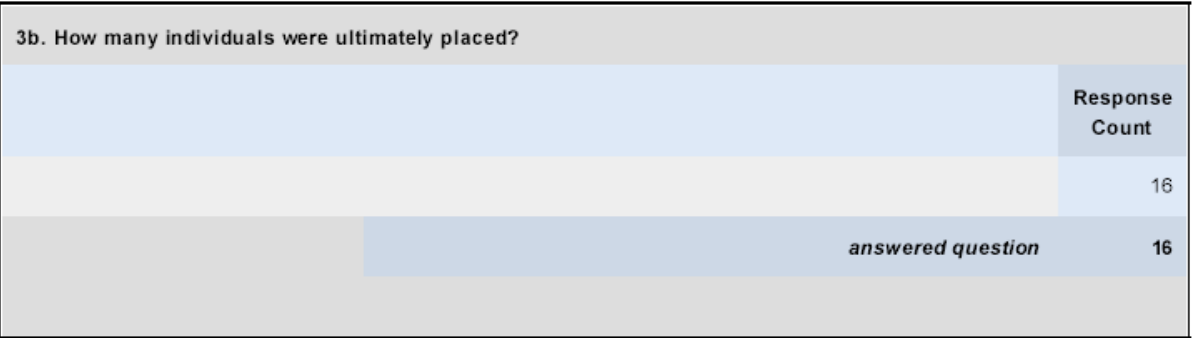 3b. How many individuals were ultimately placed?
Response
Count
16
answered question 16